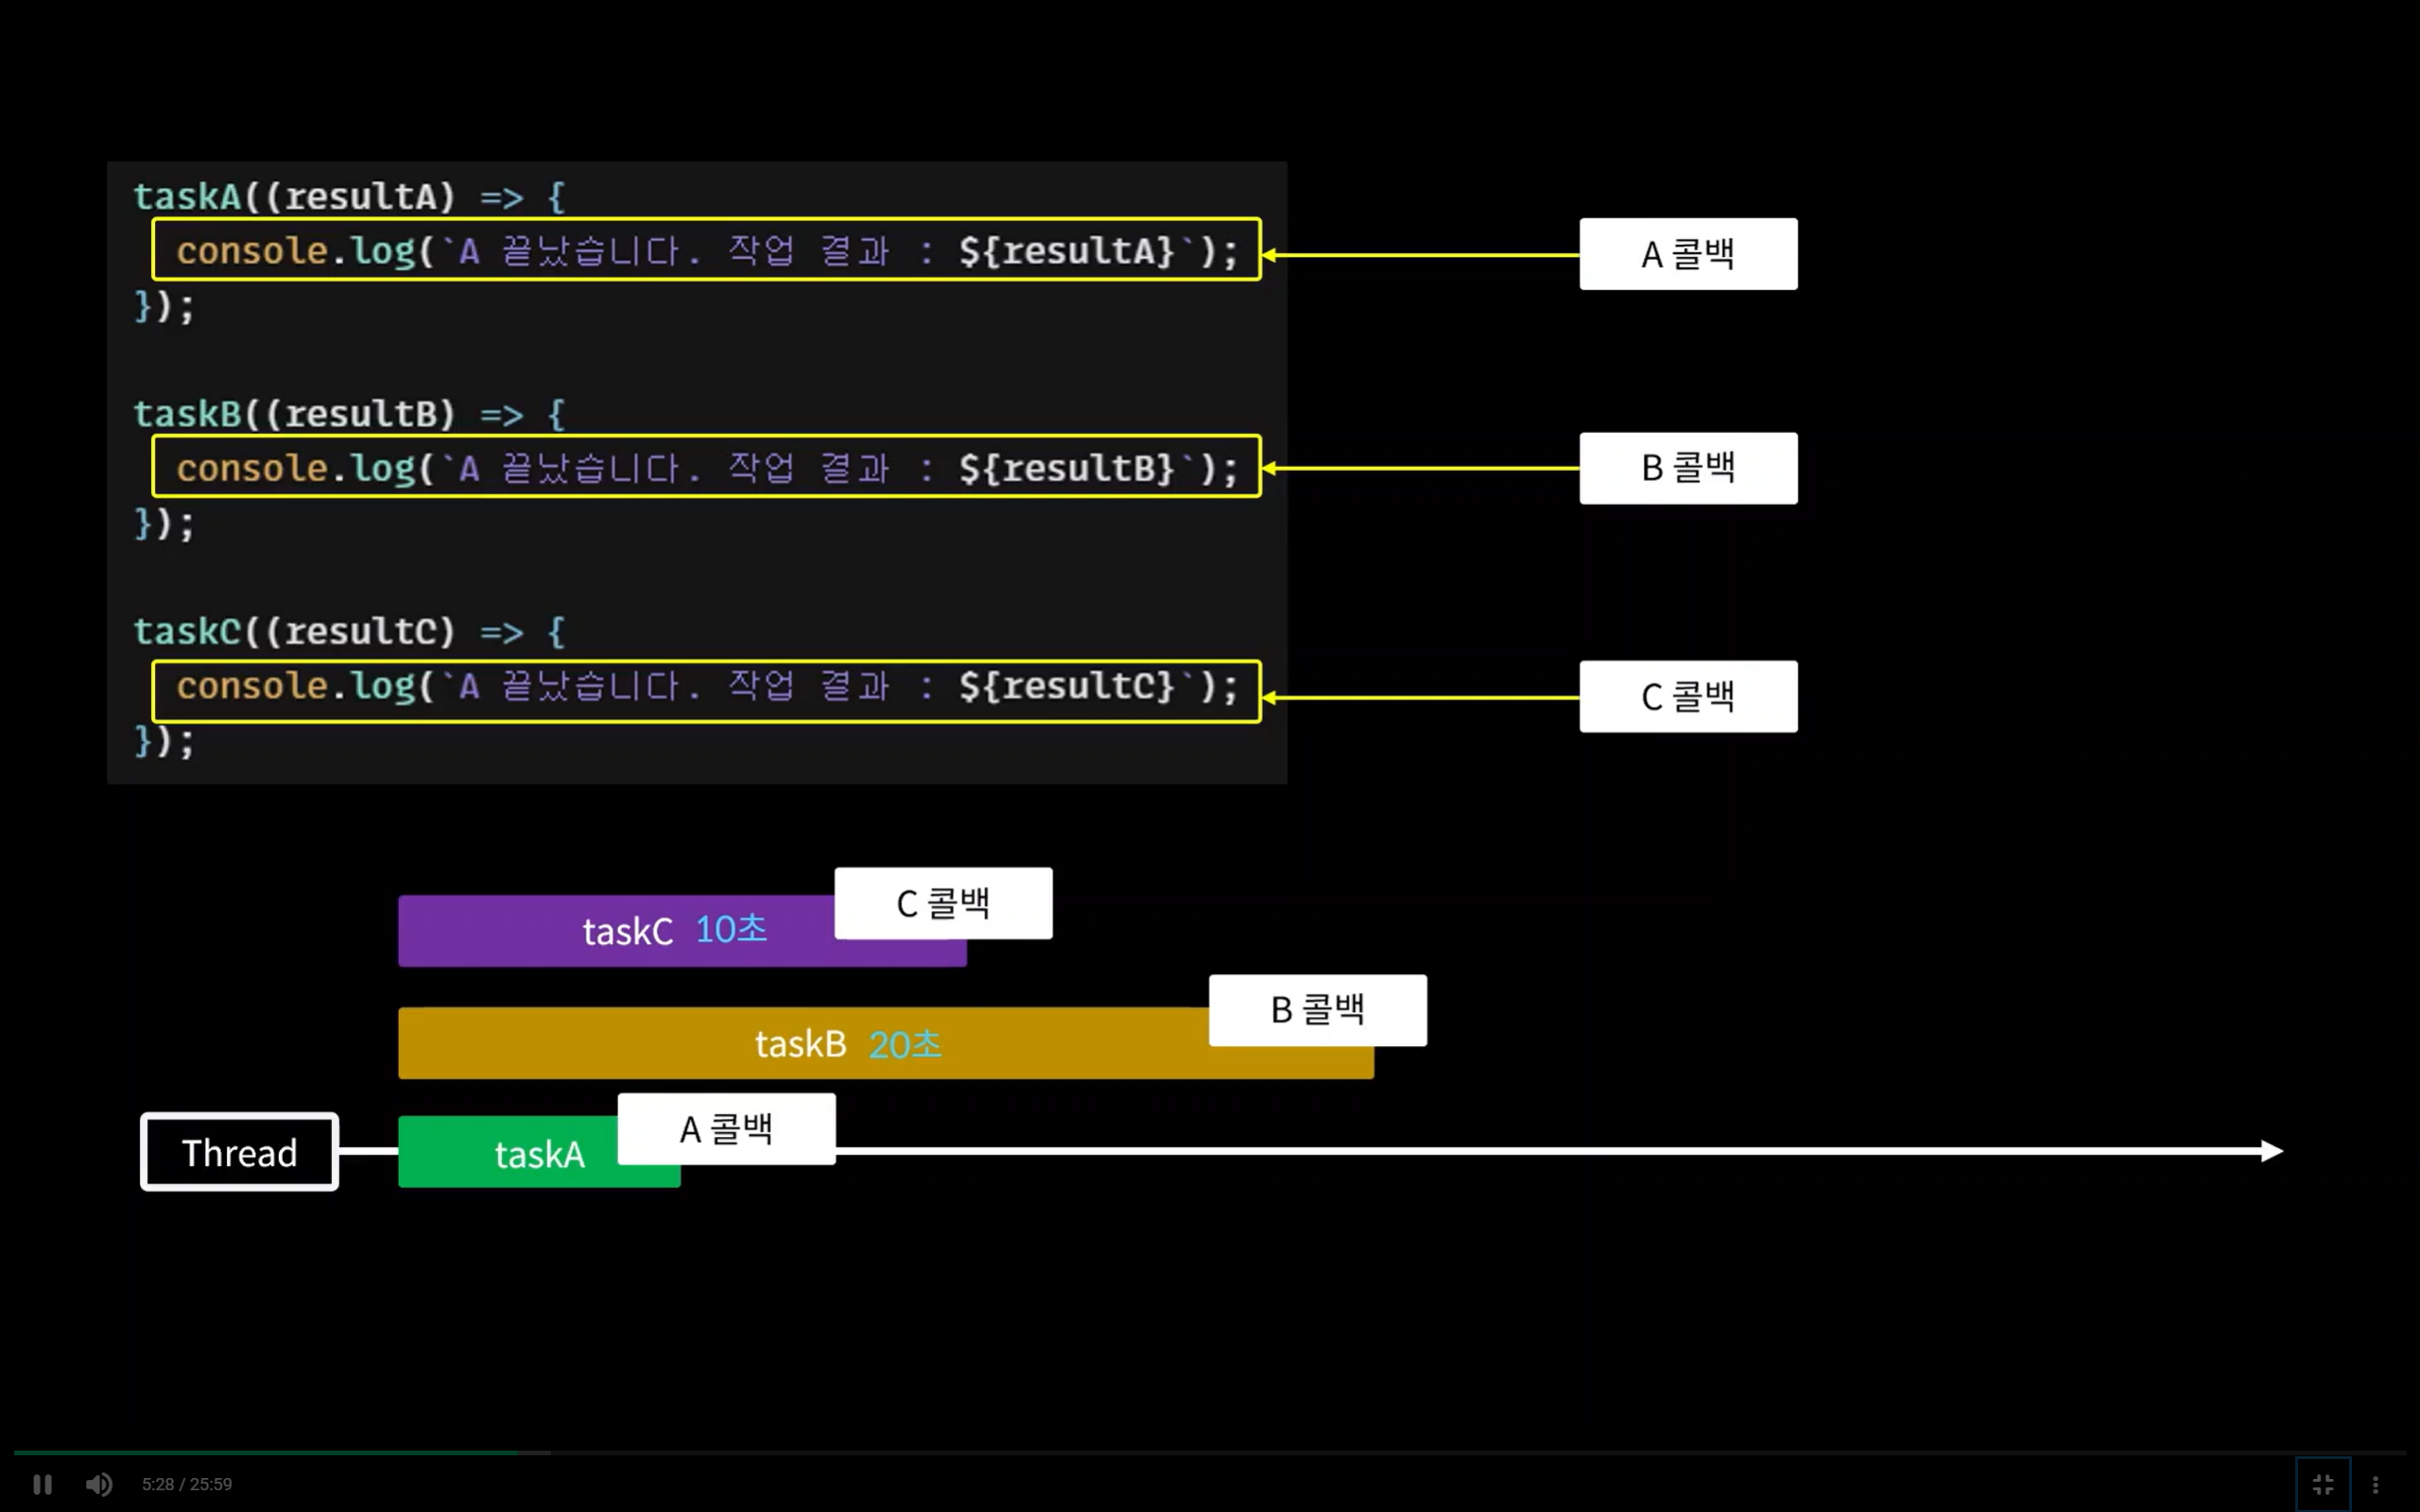 taskA((resultA) => {
console.log(`A 끝났습니다. 작업 결과 : ${resultA}`);
});
A 콜백
taskB((resultB) => {
console.log(`A 끝났습니다. 작업 결과 : ${resultB}`);
});
B 콜백
taskC((resultC) => {
console.log(`A 끝났습니다. 작업 결과 : ${resultC}`);
});
C 콜백
taskC 10초
C 콜백
taskB 20초
B 콜백
Thread
taskA
A 콜백
5:28 / 25:59